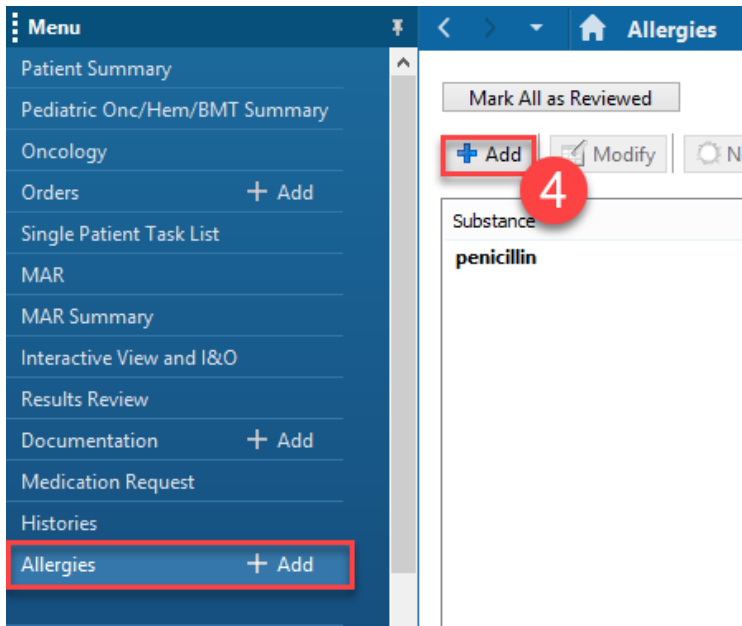 Menu
Patient Summary
Pediatric Onc/Hem/BMT Summary
Oncology
Orders + Add
Single Patient Task List
MAR
MAR Summary
Interactive View and I&O
Results Review
Documentation + Add
Medication Request
Histories
Allergies + Add
Allergies
Mark All as Reviewed
+ Add Modify
4
Substance
penicillin